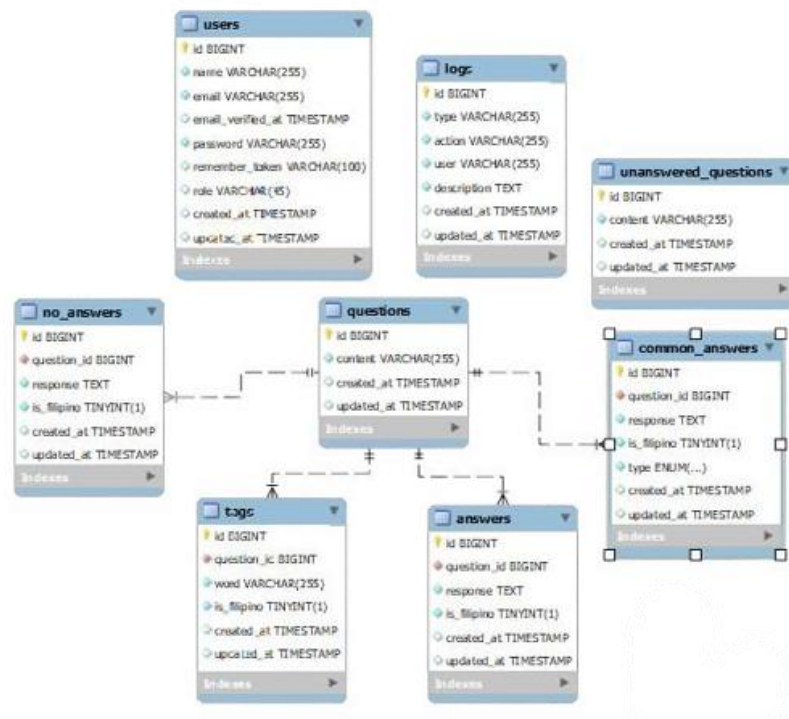 users
id BIGINT
name VARCHAR(255)
email VARCHAR(255)
email_verified_at TIMESTAMP
password VARCHAR(255)
remember_token VARCHAR(100)
role VARCHAR(45)
created_at TIMESTAMP
updated_at TIMESTAMP
Indexes
logs
id BIGINT
type VARCHAR(255)
action VARCHAR(255)
user VARCHAR(255)
description TEXT
created_at TIMESTAMP
updated_at TIMESTAMP
Indexes
unanswered_questions
id BIGINT
content VARCHAR(255)
created_at TIMESTAMP
updated_at TIMESTAMP
Indexes
no_answers
id BIGINT
question_id BIGINT
response TEXT
is_filipino TINYINT(1)
created_at TIMESTAMP
updated_at TIMESTAMP
Indexes
questions
id BIGINT
content VARCHAR(255)
created_at TIMESTAMP
updated_at TIMESTAMP
Indexes
common_answers
id BIGINT
question_id BIGINT
response TEXT
is_filipino TINYINT(1)
type ENUM(...)
created_at TIMESTAMP
updated_at TIMESTAMP
tags
id BIGINT
question_id BIGINT
word VARCHAR(255)
is_filipino TINYINT(1)
created_at TIMESTAMP
updated_at TIMESTAMP
Indexes
answers
id BIGINT
question_id BIGINT
response TEXT
is_filipino TINYINT(1)
created_at TIMESTAMP
updated_at TIMESTAMP
Indexes